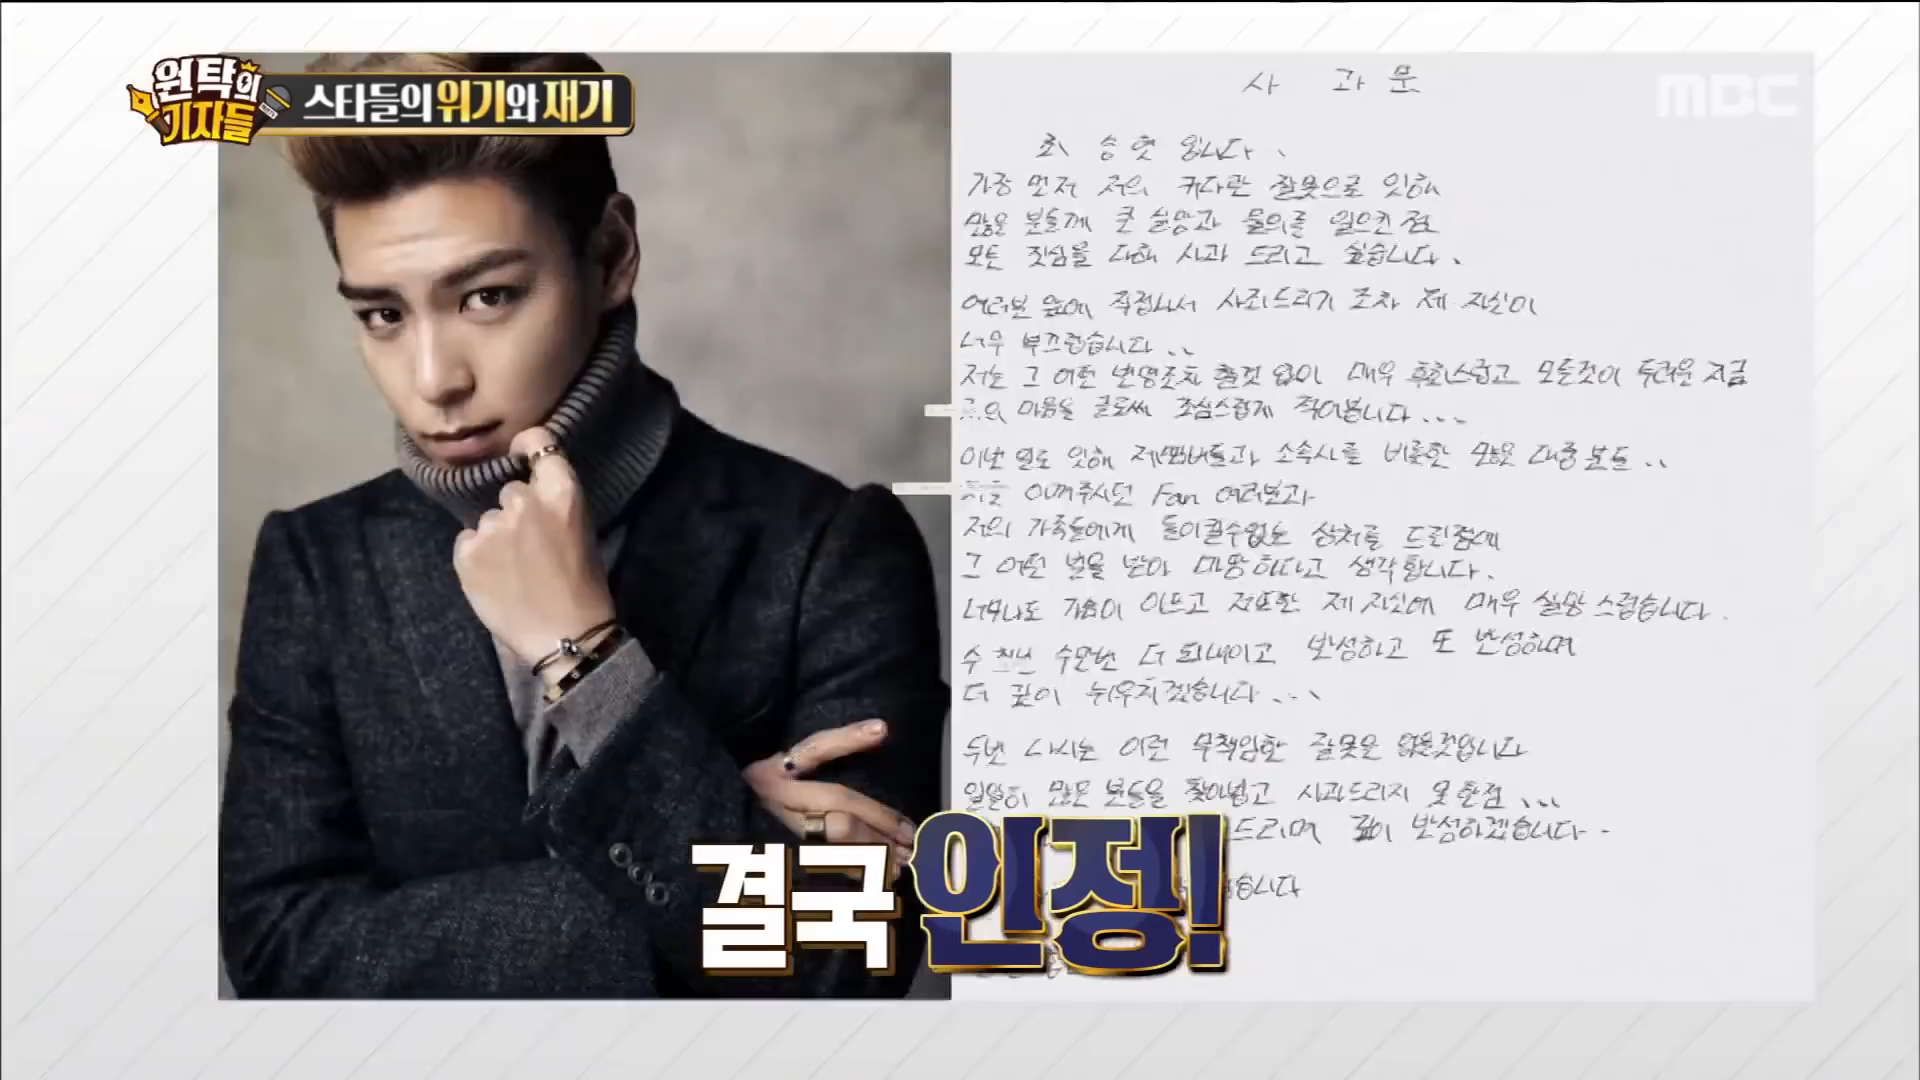 원탁의
기자들
스타들의 위기와 재기
MBC
사 과 문
최 승 현 입니다.
가장 먼저 저의 커다란 잘못으로 인해
많은 분들께 큰 실망과 물의를 일으킨 점
모든 진심을 다해 사과 드리고 싶습니다.
여러분 앞에 직접나서 사죄드리기 조차 제 자신이
너무 부끄럽습니다..
저는 그 어떤 변명조차 할것 없이 매우 후회스럽고 모든것이 두려운 지금
저의 마음을 글로써 조심스럽게 적어봅니다...
이번 일로 인해 제멤버들과 소속사를 비롯한 많은 대중분들..
아껴주시던 Fan 여러분과
저의 가족들에게 돌이킬수없는 상처를 드린점에
그 어떤 벌을 받아 마땅하다고 생각합니다.
너무나도 가슴이 아프고 저또한 제 자신에 매우 실망스럽습니다.
수 천번 수만번 더 되내이고 반성하고 또 반성하며
더 깊이 뉘우치겠습니다...
두번 다시는 이런 무책임한 잘못은 없을것입니다
일일히 많은 분들을 찾아뵙고 사과드리지 못한점...
드리며 깊이 반성하겠습니다.
습니다
결국 인정!